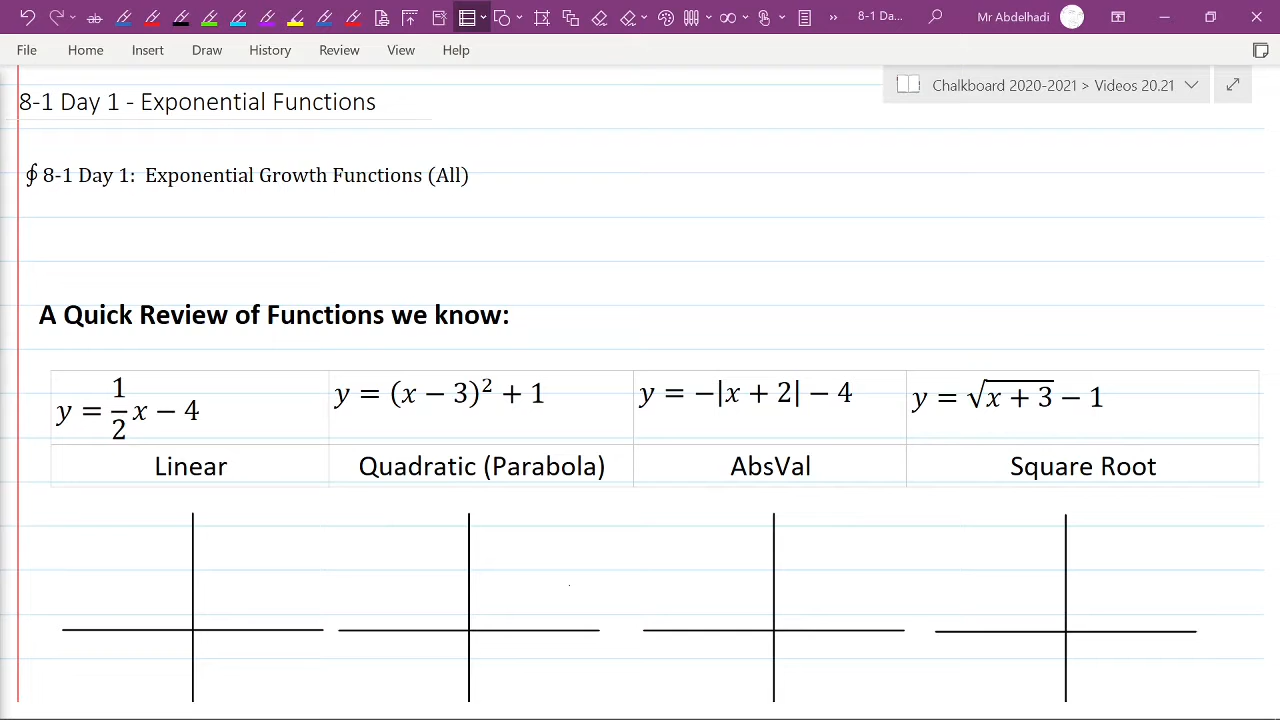 8-1 Da...
Mr Abdelhadi
File Home Insert Draw History Review View Help
Chalkboard 2020-2021 > Videos 20.21
8-1 Day 1 - Exponential Functions
∮ 8-1 Day 1: Exponential Growth Functions (All)
A Quick Review of Functions we know:
y = 1/2 x − 4 y = (x − 3)² + 1 y = −|x + 2| − 4 y = √(x + 3) − 1
Linear Quadratic (Parabola) AbsVal Square Root